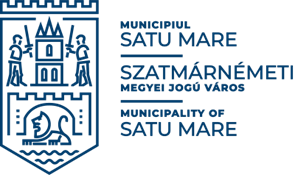 MUNICIPIUL
SATU MARE
SZATMÁRNÉMETI
MEGYEI JOGÚ VÁROS
MUNICIPALITY OF
SATU MARE